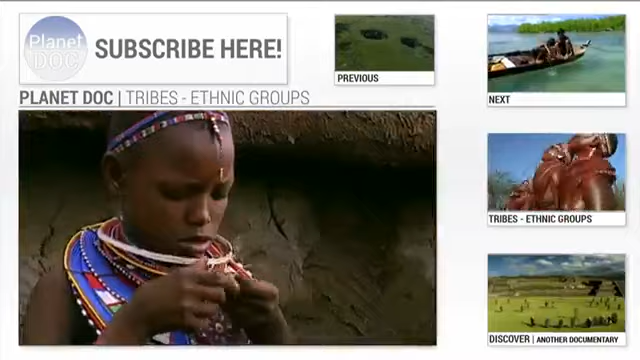 Planet
DOC
SUBSCRIBE HERE!
PREVIOUS
NEXT
PLANET DOC | TRIBES - ETHNIC GROUPS
TRIBES - ETHNIC GROUPS
DISCOVER | ANOTHER DOCUMENTARY